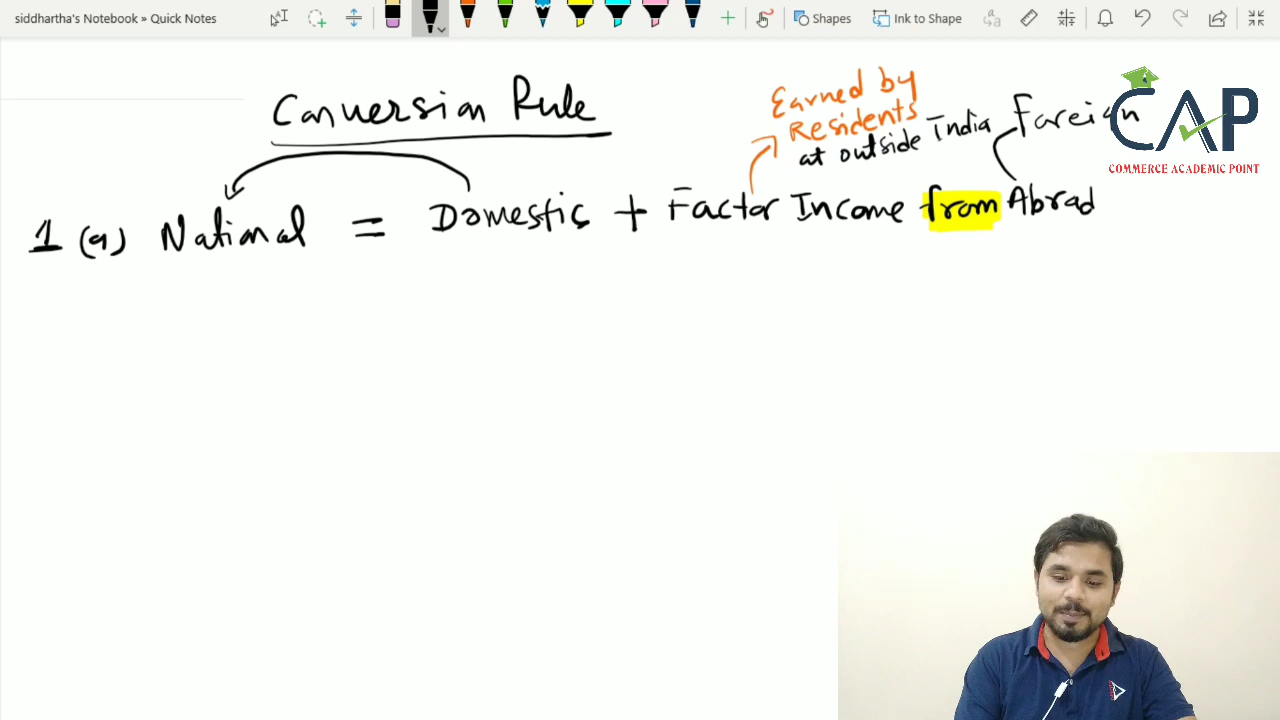 siddhartha's Notebook » Quick Notes
Shapes
Ink to Shape
Conversion Rule
Earned by
Residents
at outside India
Foreign
CAP
COMMERCE ACADEMIC POINT
1 (a) National = Domestic + Factor Income from Abrad